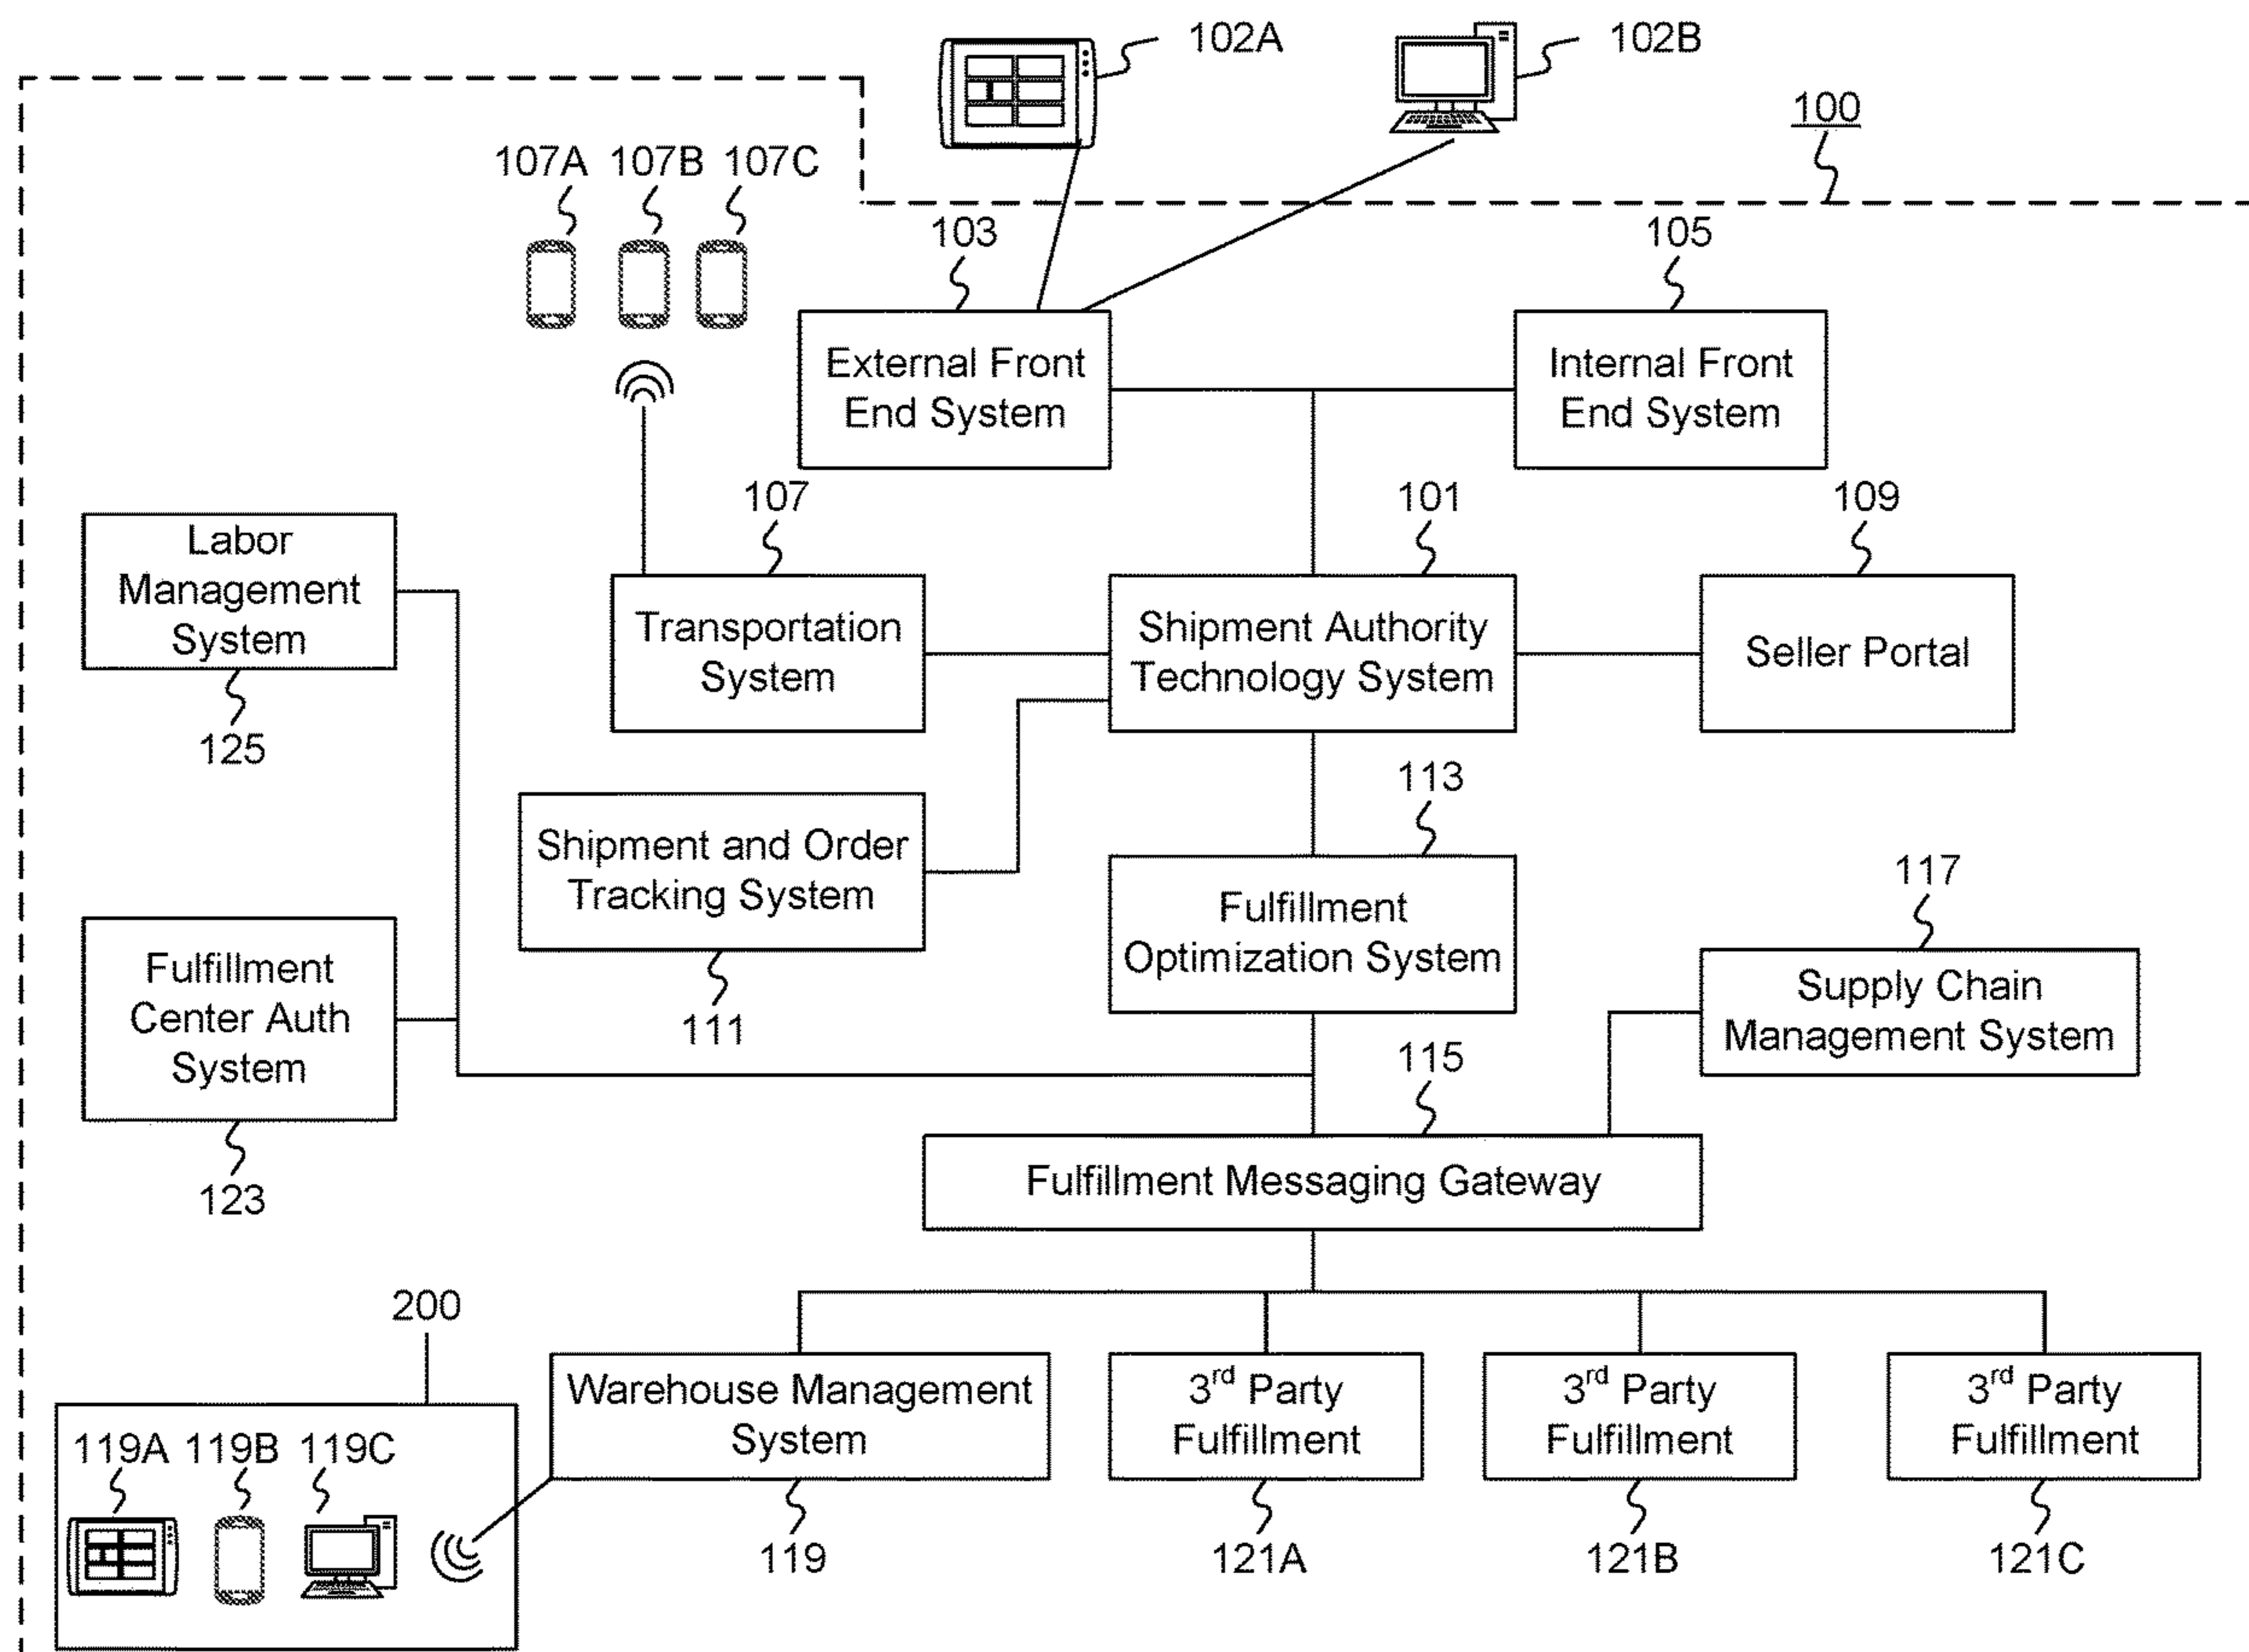 102A
102B
100
107A 107B 107C
103
105
External Front
End System
Internal Front
End System
107
101
109
Labor
Management
System
125
Transportation
System
Shipment Authority
Technology System
Seller Portal
113
Shipment and Order
Tracking System
111
Fulfillment
Optimization System
117
Fulfillment
Center Auth
System
123
Supply Chain
Management System
115
Fulfillment Messaging Gateway
200
Warehouse Management
System
3rd Party
Fulfillment
3rd Party
Fulfillment
3rd Party
Fulfillment
119A 119B 119C
119
121A
121B
121C